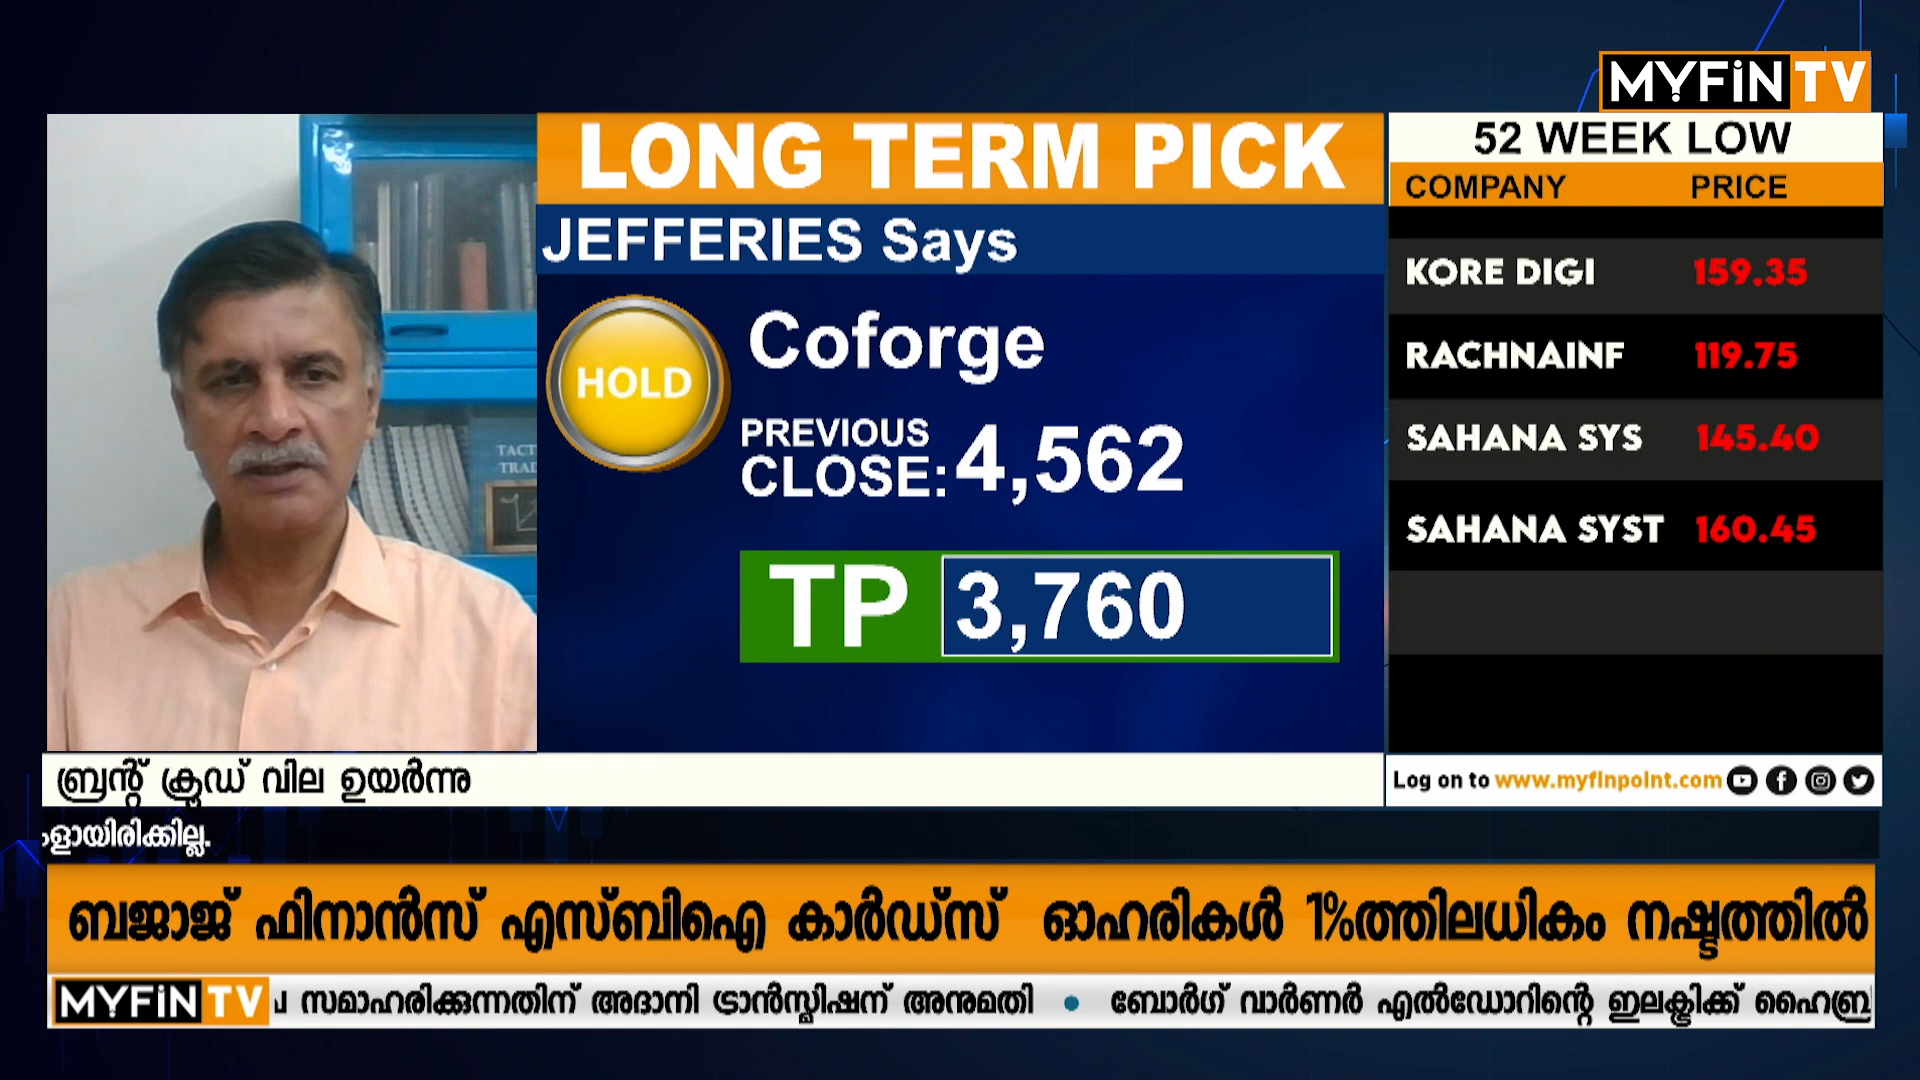 MYFiN TV
LONG TERM PICK
JEFFERIES Says
HOLD
Coforge
PREVIOUS CLOSE: 4,562
TP 3,760
52 WEEK LOW
COMPANY PRICE
KORE DIGI 159.35
RACHNAINF 119.75
SAHANA SYS 145.40
SAHANA SYST 160.45
ബ്രന്റ് ക്രൂഡ് വില ഉയർന്നു
Log on to www.myfinpoint.com
ളായിരിക്കില്ല.
ബജാജ് ഫിനാൻസ് എസ്ബിഐ കാർഡ്സ് ഓഹരികൾ 1%ത്തിലധികം നഷ്ടത്തിൽ
MYFiN TV സമാഹരിക്കുന്നതിന് അദാനി ട്രാൻസ്മിഷന് അനുമതി • ബോർഗ് വാർണർ എൽഡോറിന്റെ ഇലക്ട്രിക്ക് ഹൈബ്ര